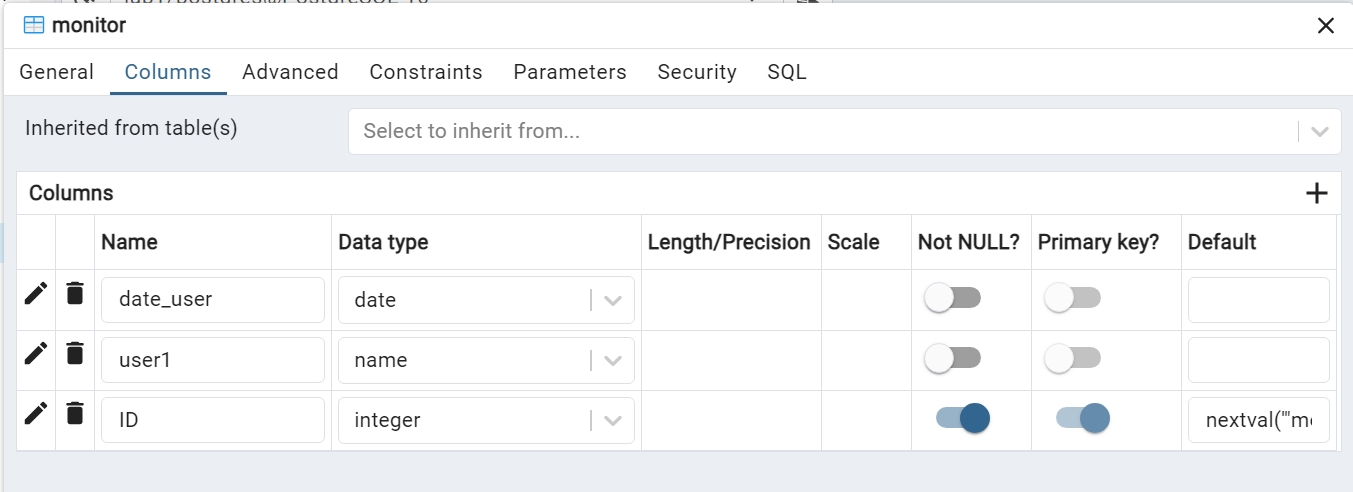 monitor
General Columns Advanced Constraints Parameters Security SQL
Inherited from table(s) Select to inherit from...
Columns
Name Data type Length/Precision Scale Not NULL? Primary key? Default
date_user date
user1 name
ID integer nextval('"m